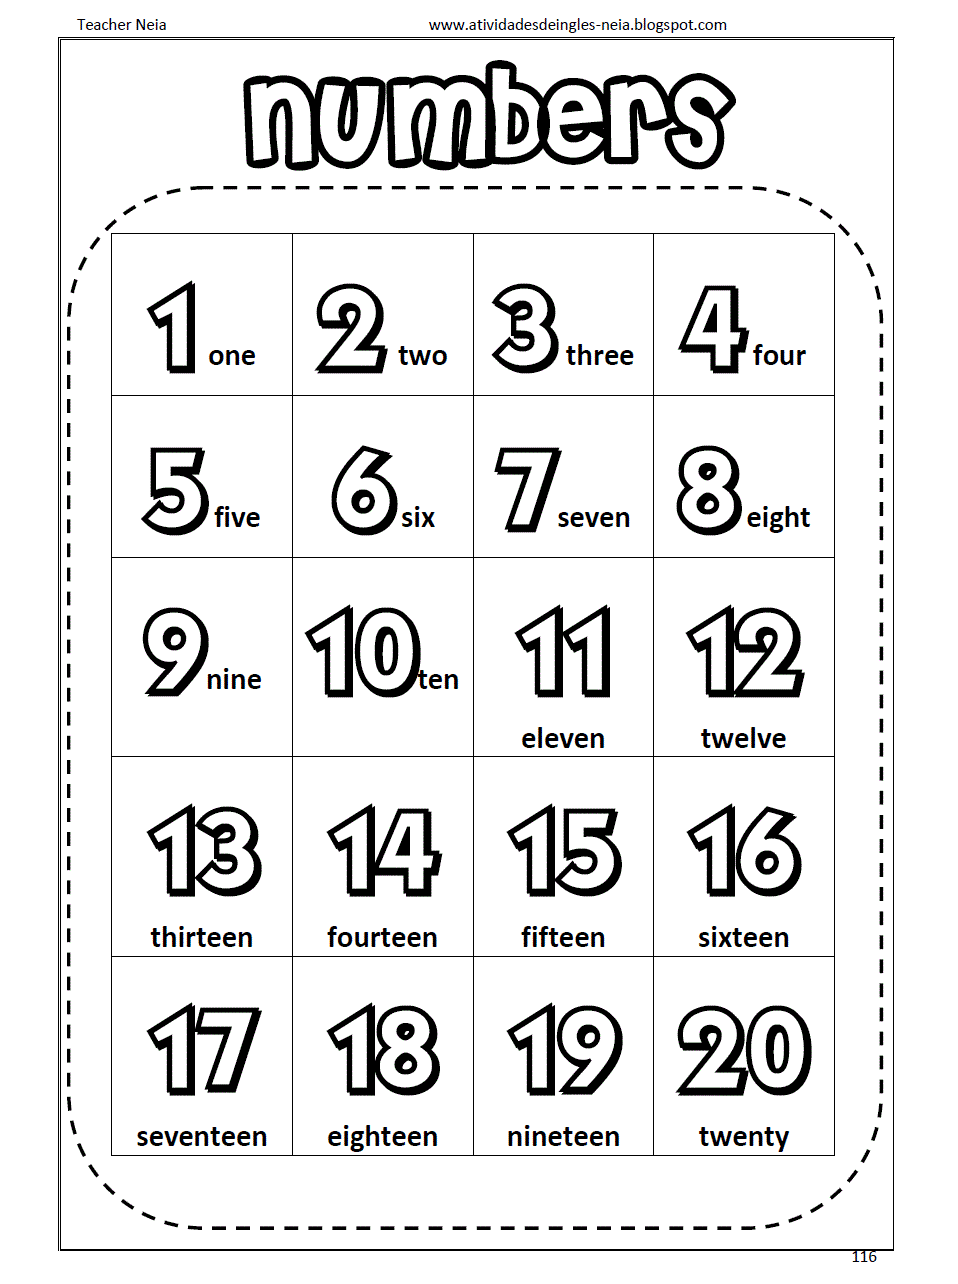 Teacher Neia www.atividadesdeingles-neia.blogspot.com
numbers
1 one 2 two 3 three 4 four
5 five 6 six 7 seven 8 eight
9 nine 10 ten 11 eleven 12 twelve
13 14 15 16
thirteen fourteen fifteen sixteen
17 18 19 20
seventeen eighteen nineteen twenty
116